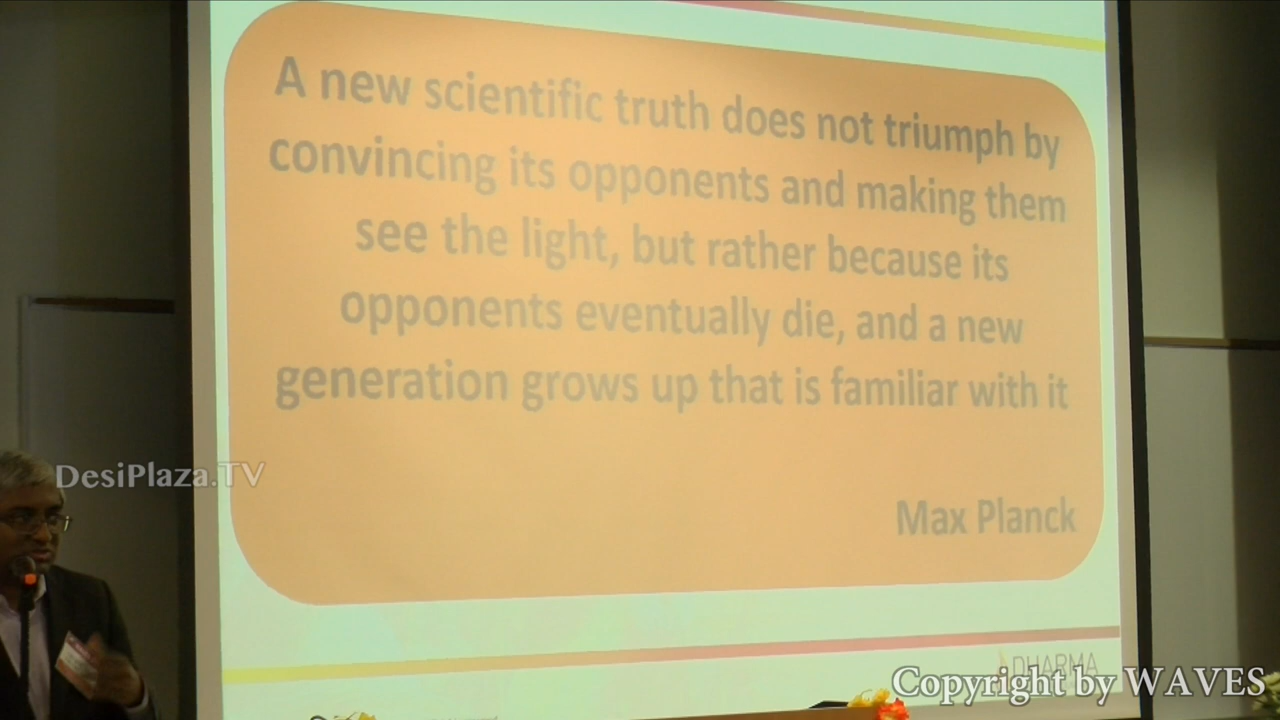 A new scientific truth does not triumph by
convincing its opponents and making them
see the light, but rather because its
opponents eventually die, and a new
generation grows up that is familiar with it
Max Planck
DesiPlaza.TV
DHARMA
Copyright by WAVES